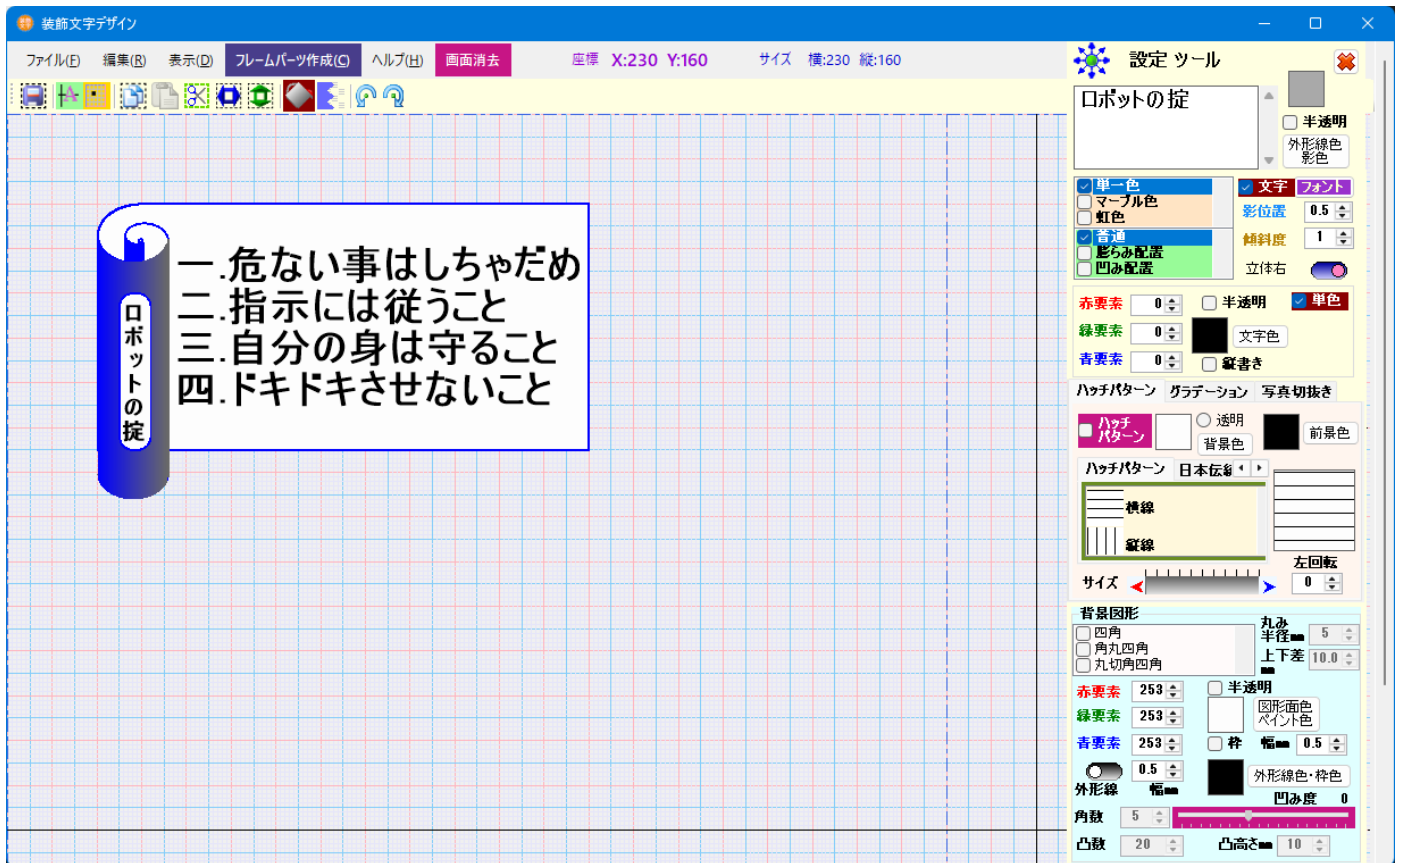 装飾文字デザイン
ファイル(F) 編集(R) 表示(D) フレームパーツ作成(C) ヘルプ(H) 画面消去 座標 X:230 Y:160 サイズ 横:230 縦:160
設定 ツール
ロボットの掟
半透明
外形線色
影色
単一色
マーブル色
虹色
普通
膨らみ配置
凹み配置
文字 フォント
影位置 0.5
傾斜度 1
立体右
赤要素 0 半透明 単色
緑要素 0 文字色
青要素 0 縦書き
ハッチパターン グラデーション 写真切抜き
ハッチ
パターン
透明
背景色
前景色
ハッチパターン 日本伝
横線
縦線
左回転
サイズ 0
背景図形
四角
角丸四角
丸切角四角
丸み
半径mm 5
上下差
mm 10.0
赤要素 253 半透明
緑要素 253 図形面色
ペイント色
青要素 253 枠 幅mm 0.5
外形線 0.5
幅mm
外形線色・枠色
凹み度 0
角数 5
凸数 20 凸高さmm 10
ロボットの掟
一.危ない事はしちゃだめ
二.指示には従うこと
三.自分の身は守ること
四.ドキドキさせないこと